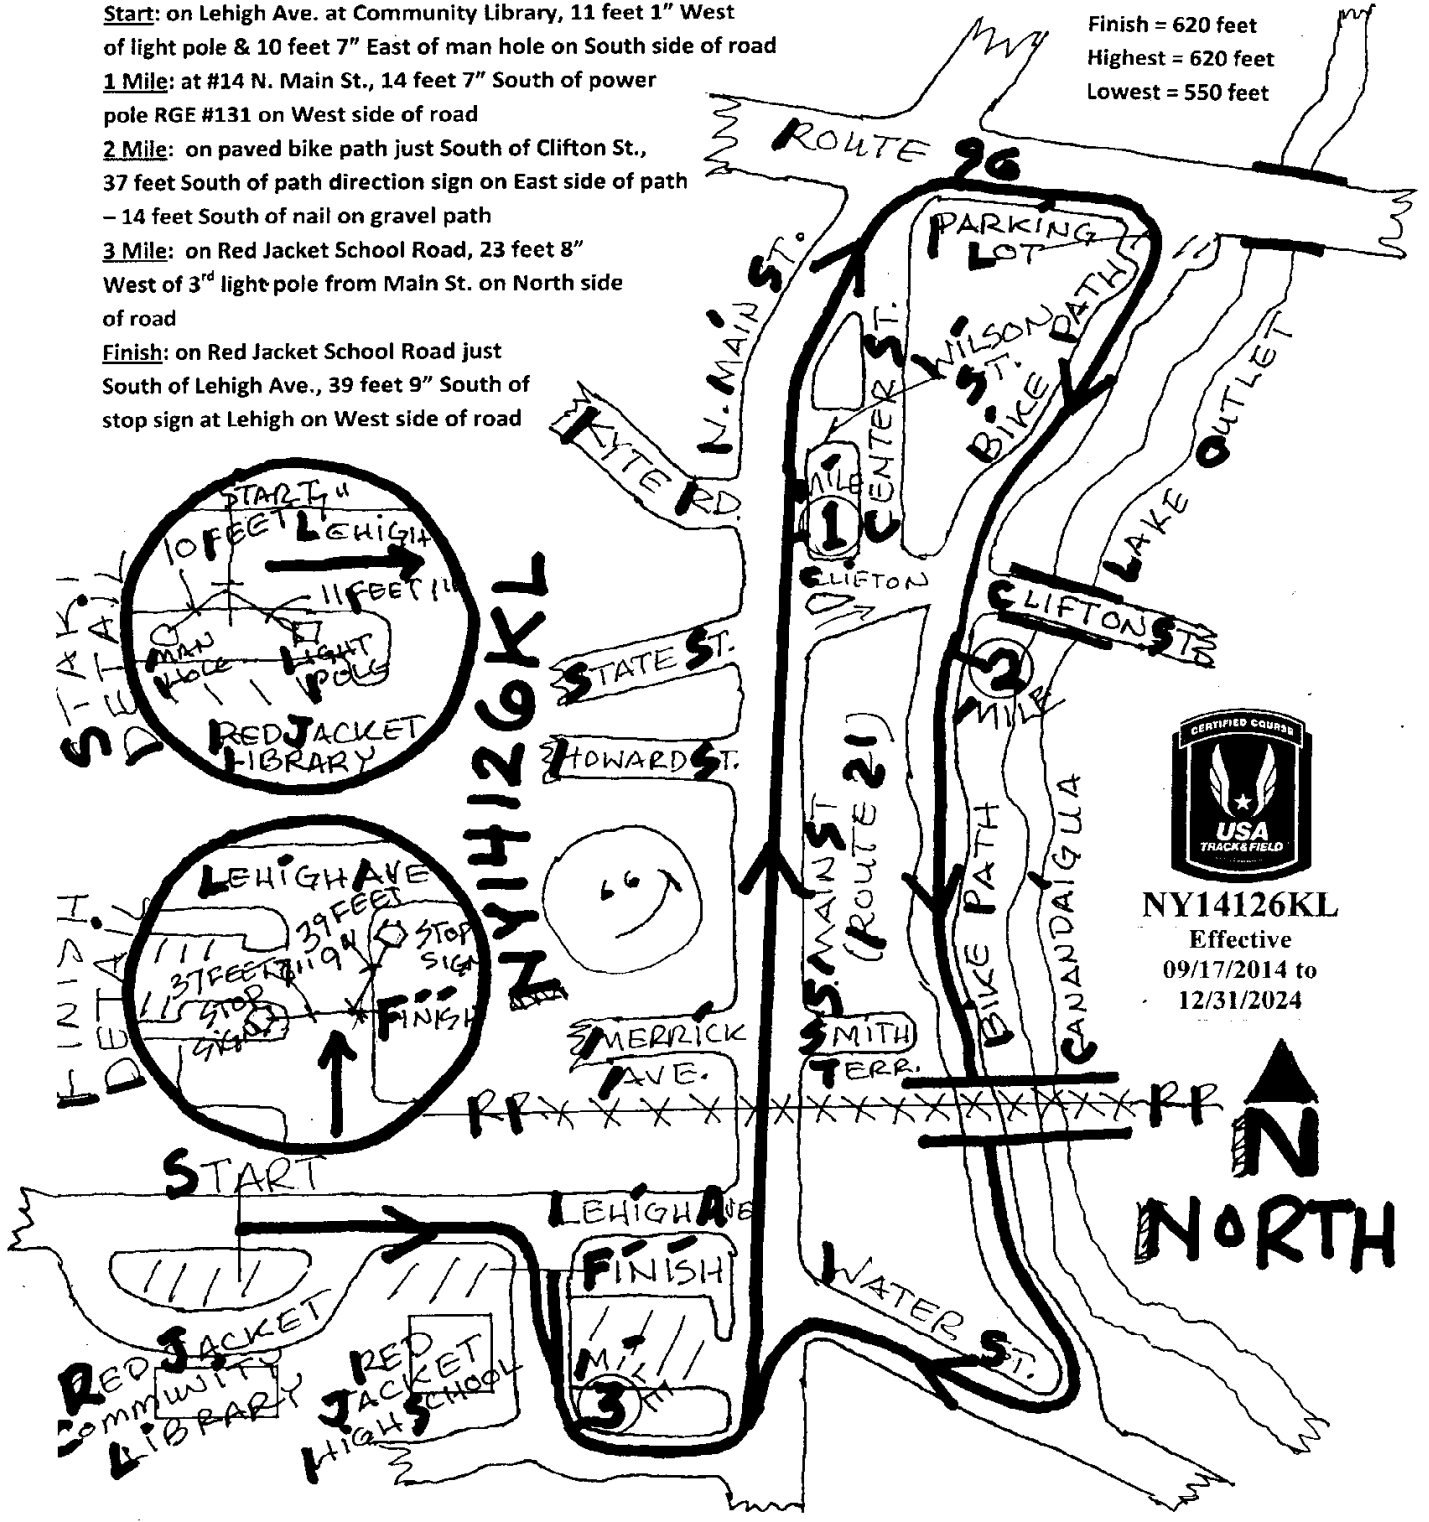 Start: on Lehigh Ave. at Community Library, 11 feet 1” West
of light pole & 10 feet 7” East of man hole on South side of road
1 Mile: at #14 N. Main St., 14 feet 7” South of power
pole RGE #131 on West side of road
2 Mile: on paved bike path just South of Clifton St.,
37 feet South of path direction sign on East side of path
– 14 feet South of nail on gravel path
3 Mile: on Red Jacket School Road, 23 feet 8”
West of 3rd light pole from Main St. on North side
of road
Finish: on Red Jacket School Road just
South of Lehigh Ave., 39 feet 9” South of
stop sign at Lehigh on West side of road
Finish = 620 feet
Highest = 620 feet
Lowest = 550 feet
ROUTE 96
PARKING
LOT
N. MAIN ST.
CENTER ST.
WILSON
ST.
BIKE PATH
KYTE RD.
MILE
1
CLIFTON
CLIFTON ST.
2
MILE
STATE ST.
HOWARD ST.
S. MAIN ST
(ROUTE 21)
BIKE PATH
CANANDAIGUA LAKE OUTLET
MERRICK
AVE.
SMITH
TERR.
RR
RR
START
DETAIL
START
10 FEET 7"
LEHIGH
11 FEET 1"
MAN
HOLE
LIGHT
POLE
RED JACKET
LIBRARY
NY14126KL
FINISH
DETAIL
LEHIGH AVE
39 FEET
9"
STOP
SIGN
37 FEET
STOP
SIGN
FINISH
START
LEHIGH AVE
FINISH
MILE
3
WATER ST.
RED JACKET
COMMUNITY
LIBRARY
RED
JACKET
HIGH SCHOOL
CERTIFIED COURSE
USA
TRACK & FIELD
NY14126KL
Effective
09/17/2014 to
12/31/2024
N
NORTH